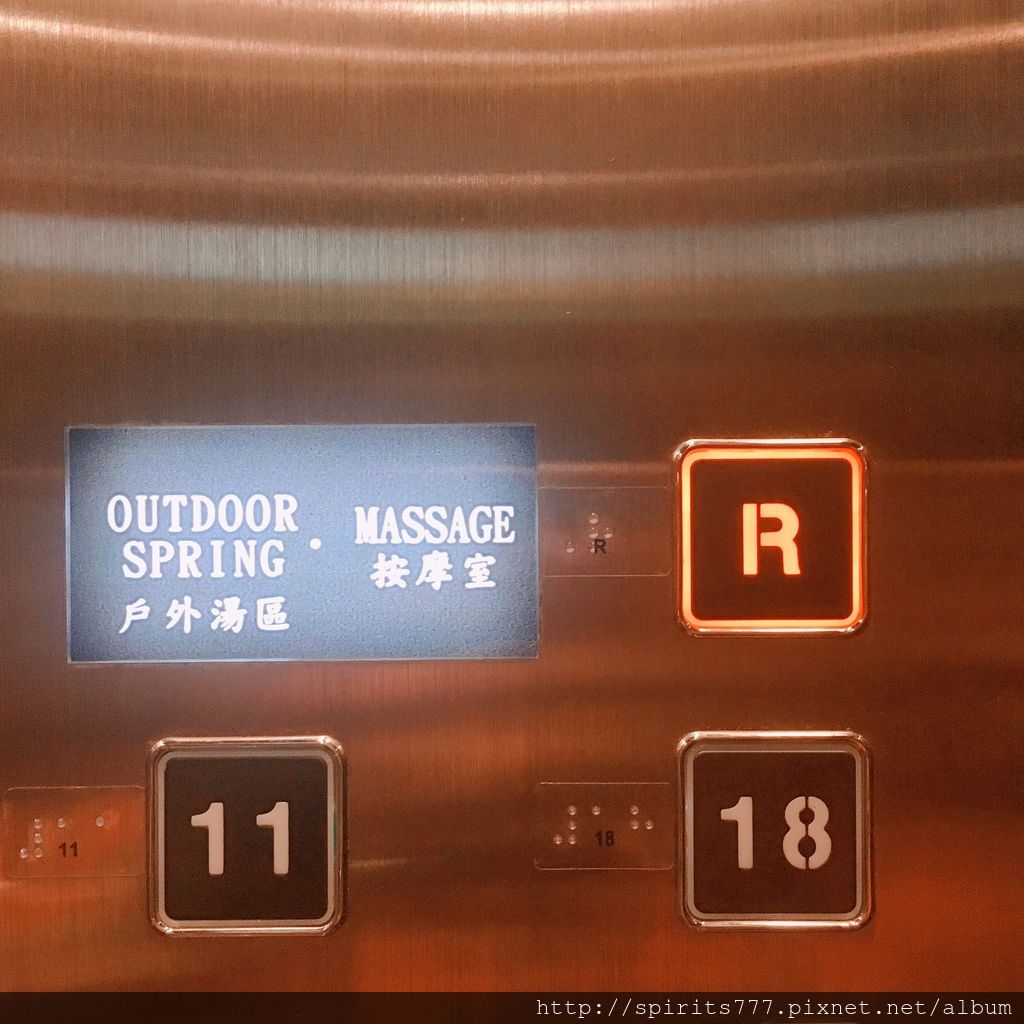 OUTDOOR
SPRING
戶外湯區
·
MASSAGE
按摩室
R
R
11
11
18
18
http://spirits777.pixnet.net/album